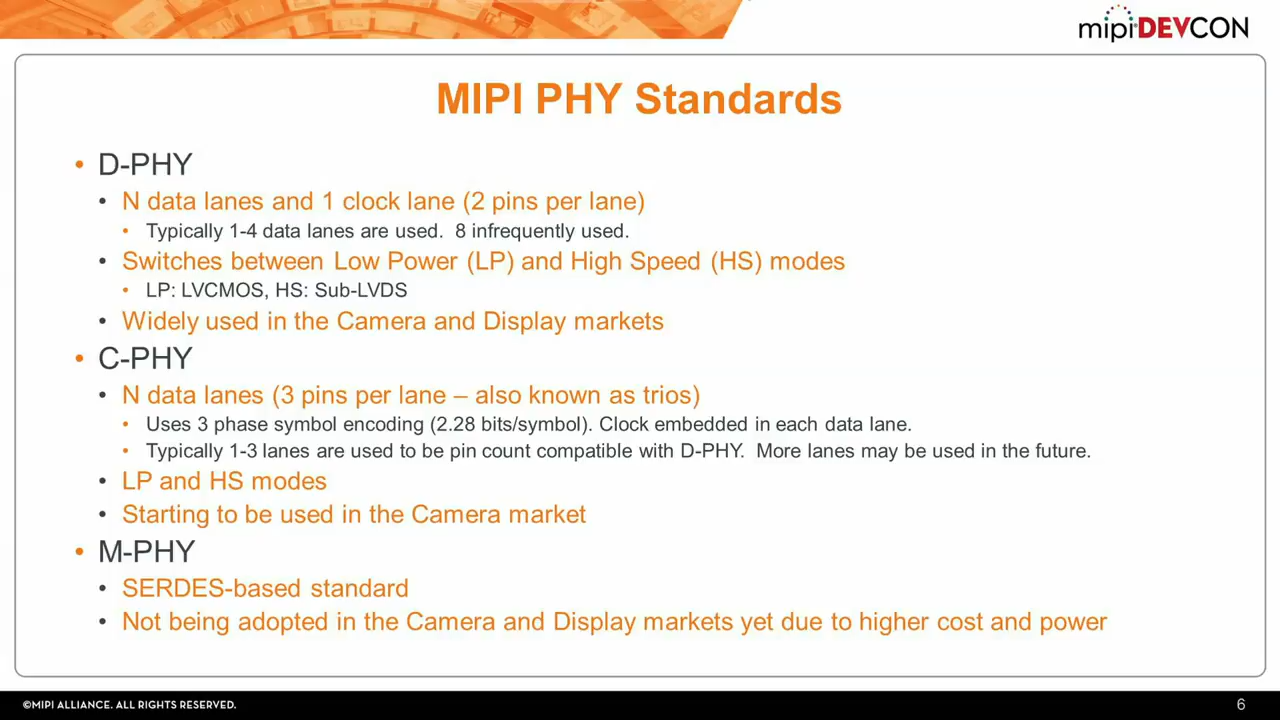 mipi DEVCON
MIPI PHY Standards
• D-PHY
• N data lanes and 1 clock lane (2 pins per lane)
• Typically 1-4 data lanes are used.  8 infrequently used.
• Switches between Low Power (LP) and High Speed (HS) modes
• LP: LVCMOS, HS: Sub-LVDS
• Widely used in the Camera and Display markets
• C-PHY
• N data lanes (3 pins per lane – also known as trios)
• Uses 3 phase symbol encoding (2.28 bits/symbol). Clock embedded in each data lane.
• Typically 1-3 lanes are used to be pin count compatible with D-PHY.  More lanes may be used in the future.
• LP and HS modes
• Starting to be used in the Camera market
• M-PHY
• SERDES-based standard
• Not being adopted in the Camera and Display markets yet due to higher cost and power
©MIPI ALLIANCE. ALL RIGHTS RESERVED.
6